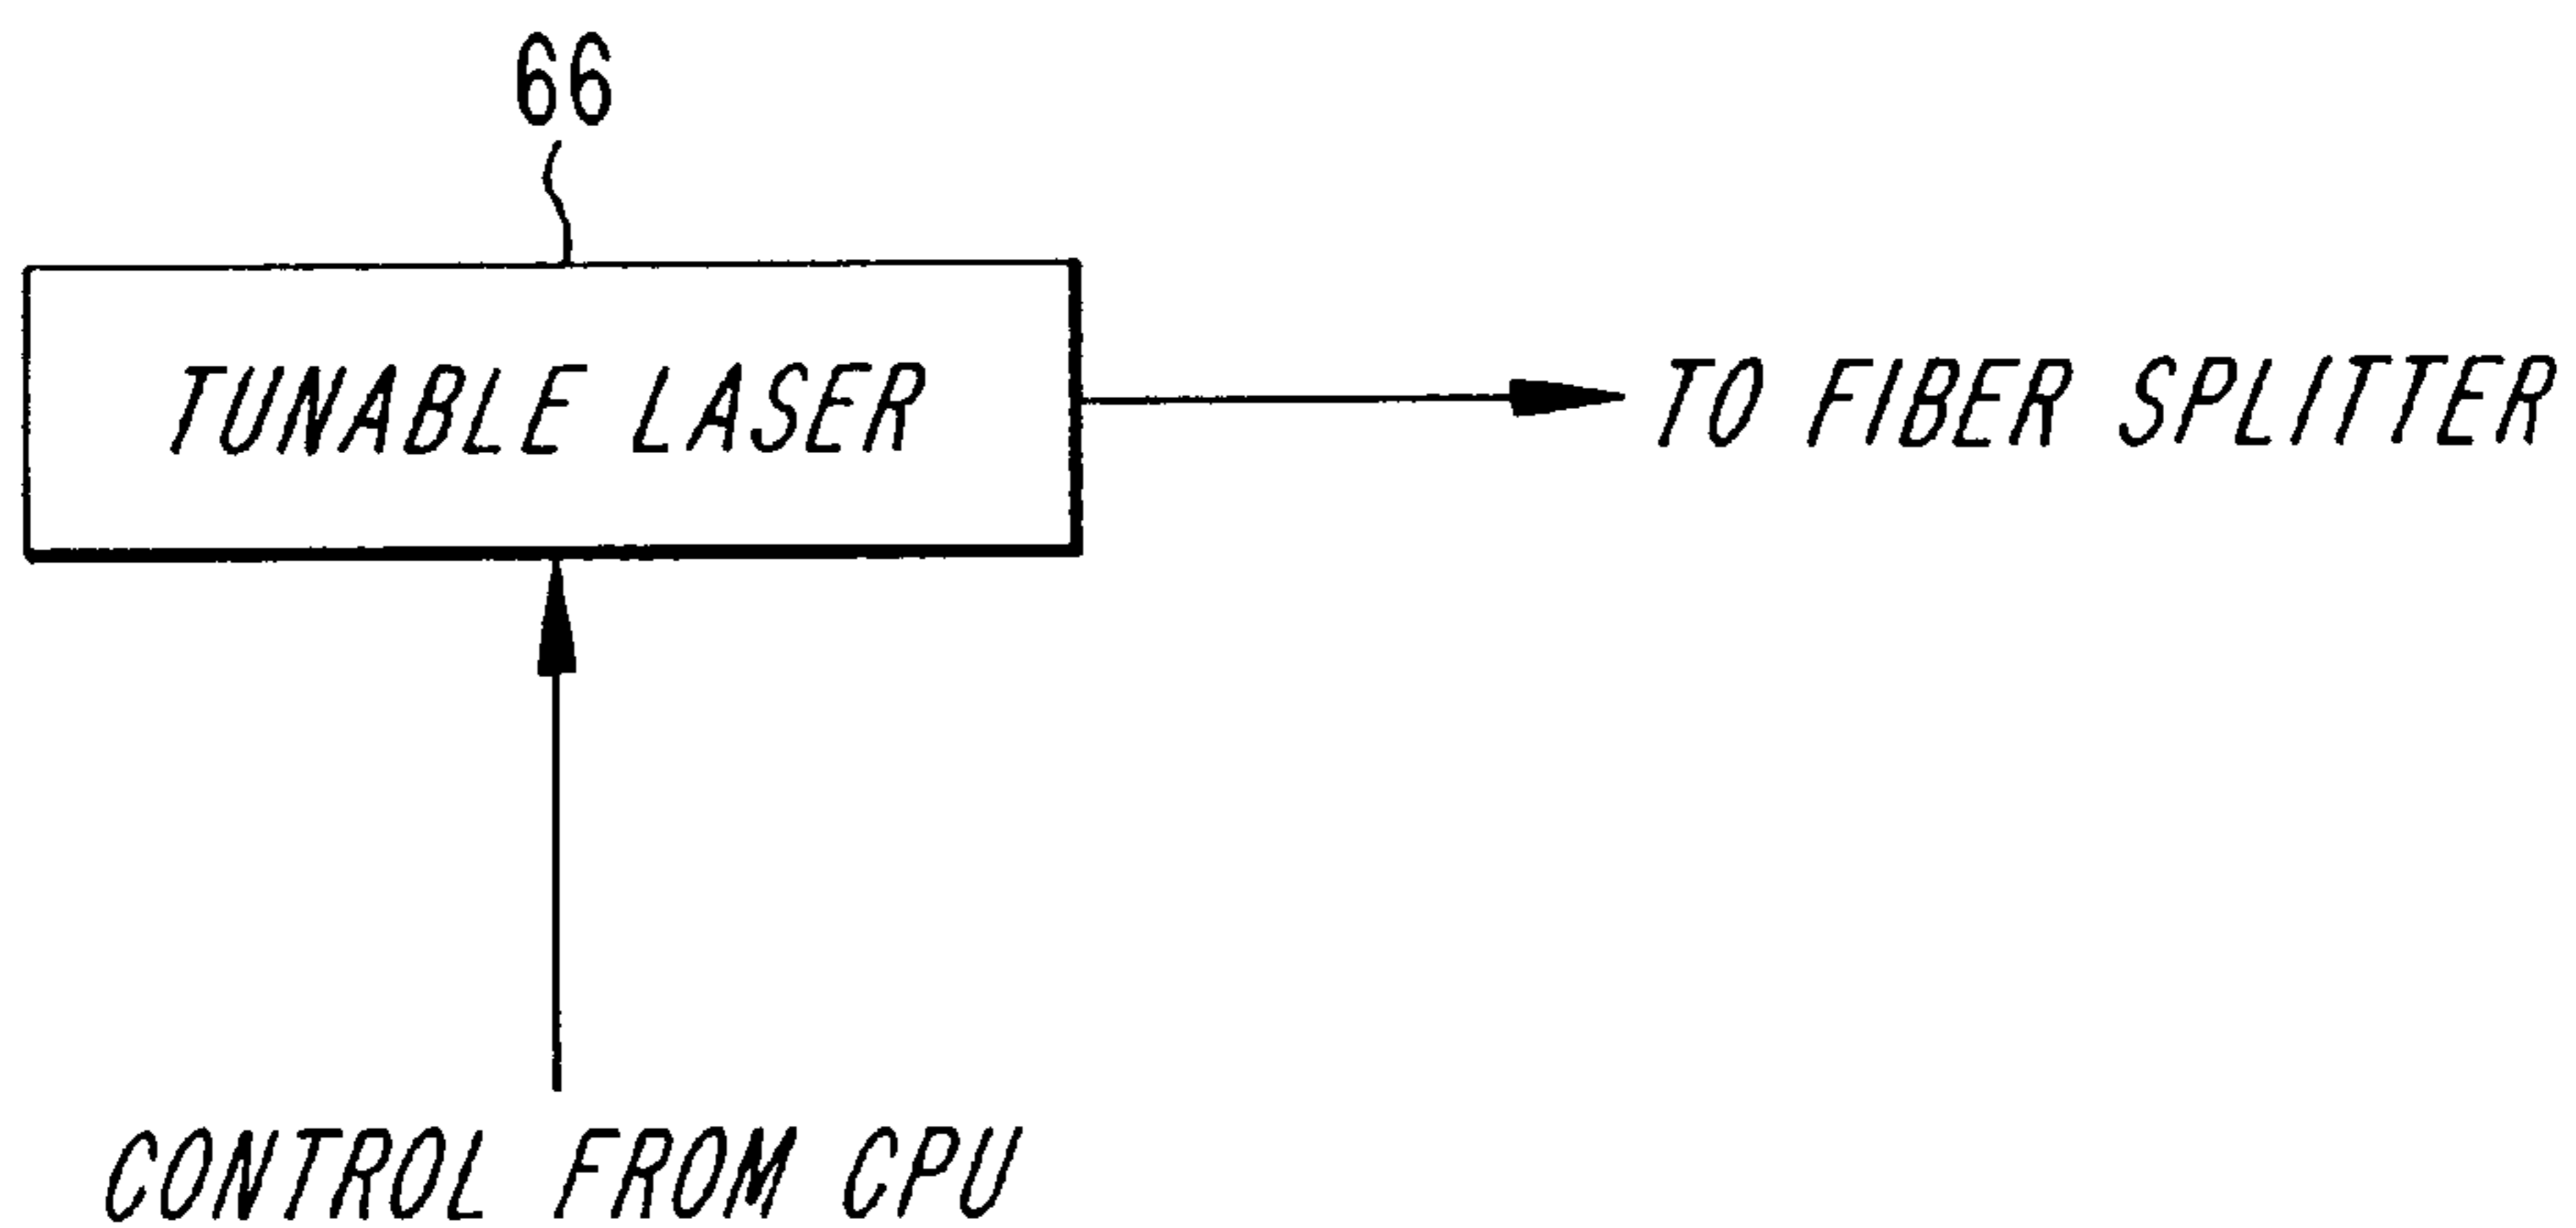 66
TUNABLE LASER
TO FIBER SPLITTER
CONTROL FROM CPU